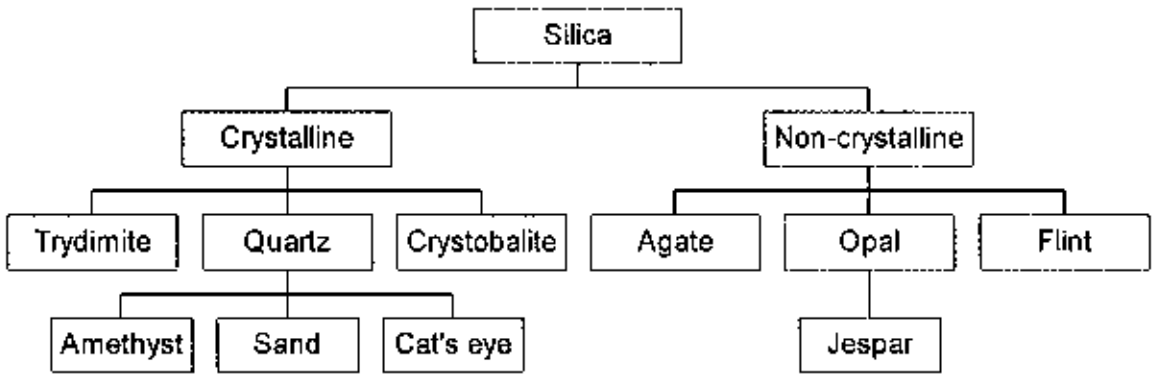 Silica
Crystalline
Non-crystalline
Trydimite
Quartz
Crystobalite
Agate
Opal
Flint
Amethyst
Sand
Cat's eye
Jespar